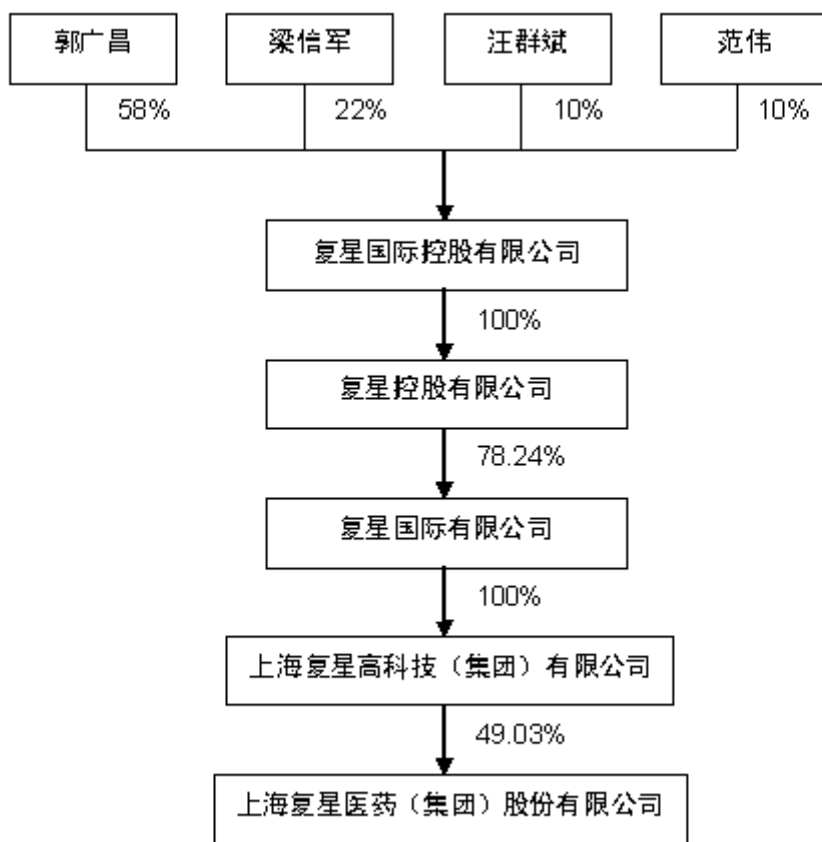 郭广昌
梁信军
汪群斌
范伟
58%
22%
10%
10%
复星国际控股有限公司
100%
复星控股有限公司
78.24%
复星国际有限公司
100%
上海复星高科技（集团）有限公司
49.03%
上海复星医药（集团）股份有限公司